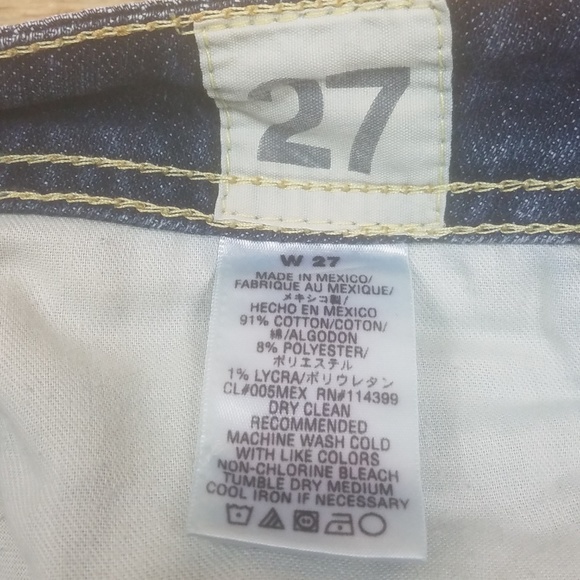 27
W 27
MADE IN MEXICO/
FABRIQUE AU MEXIQUE/
メキシコ製/
HECHO EN MEXICO
91% COTTON/COTON/
綿/ALGODON
8% POLYESTER/
ポリエステル
1% LYCRA/ポリウレタン
CL#005MEX RN#114399
DRY CLEAN
RECOMMENDED
MACHINE WASH COLD
WITH LIKE COLORS
NON-CHLORINE BLEACH
TUMBLE DRY MEDIUM
COOL IRON IF NECESSARY